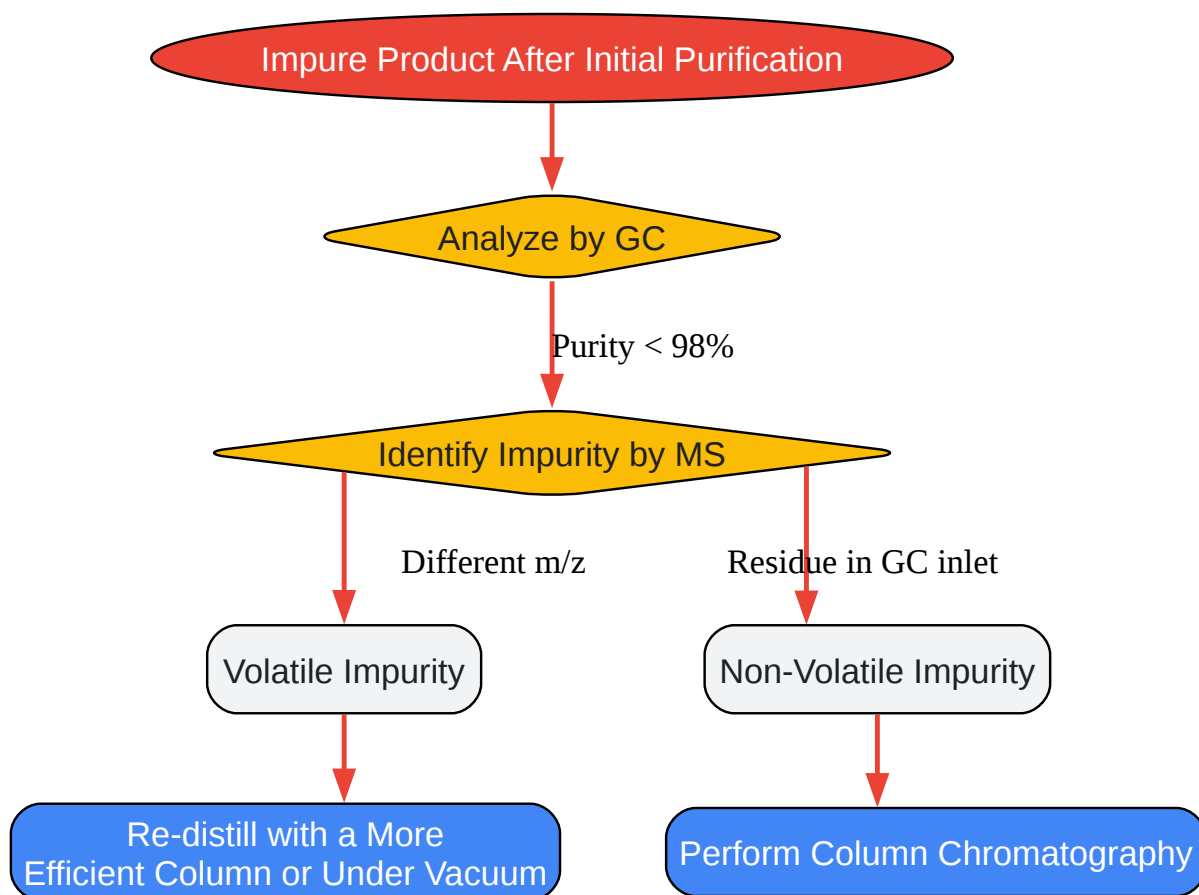 Impure Product After Initial Purification
Analyze by GC
Purity < 98%
Identify Impurity by MS
Different m/z
Residue in GC inlet
Volatile Impurity
Non-Volatile Impurity
Re-distill with a More
Efficient Column or Under Vacuum
Perform Column Chromatography